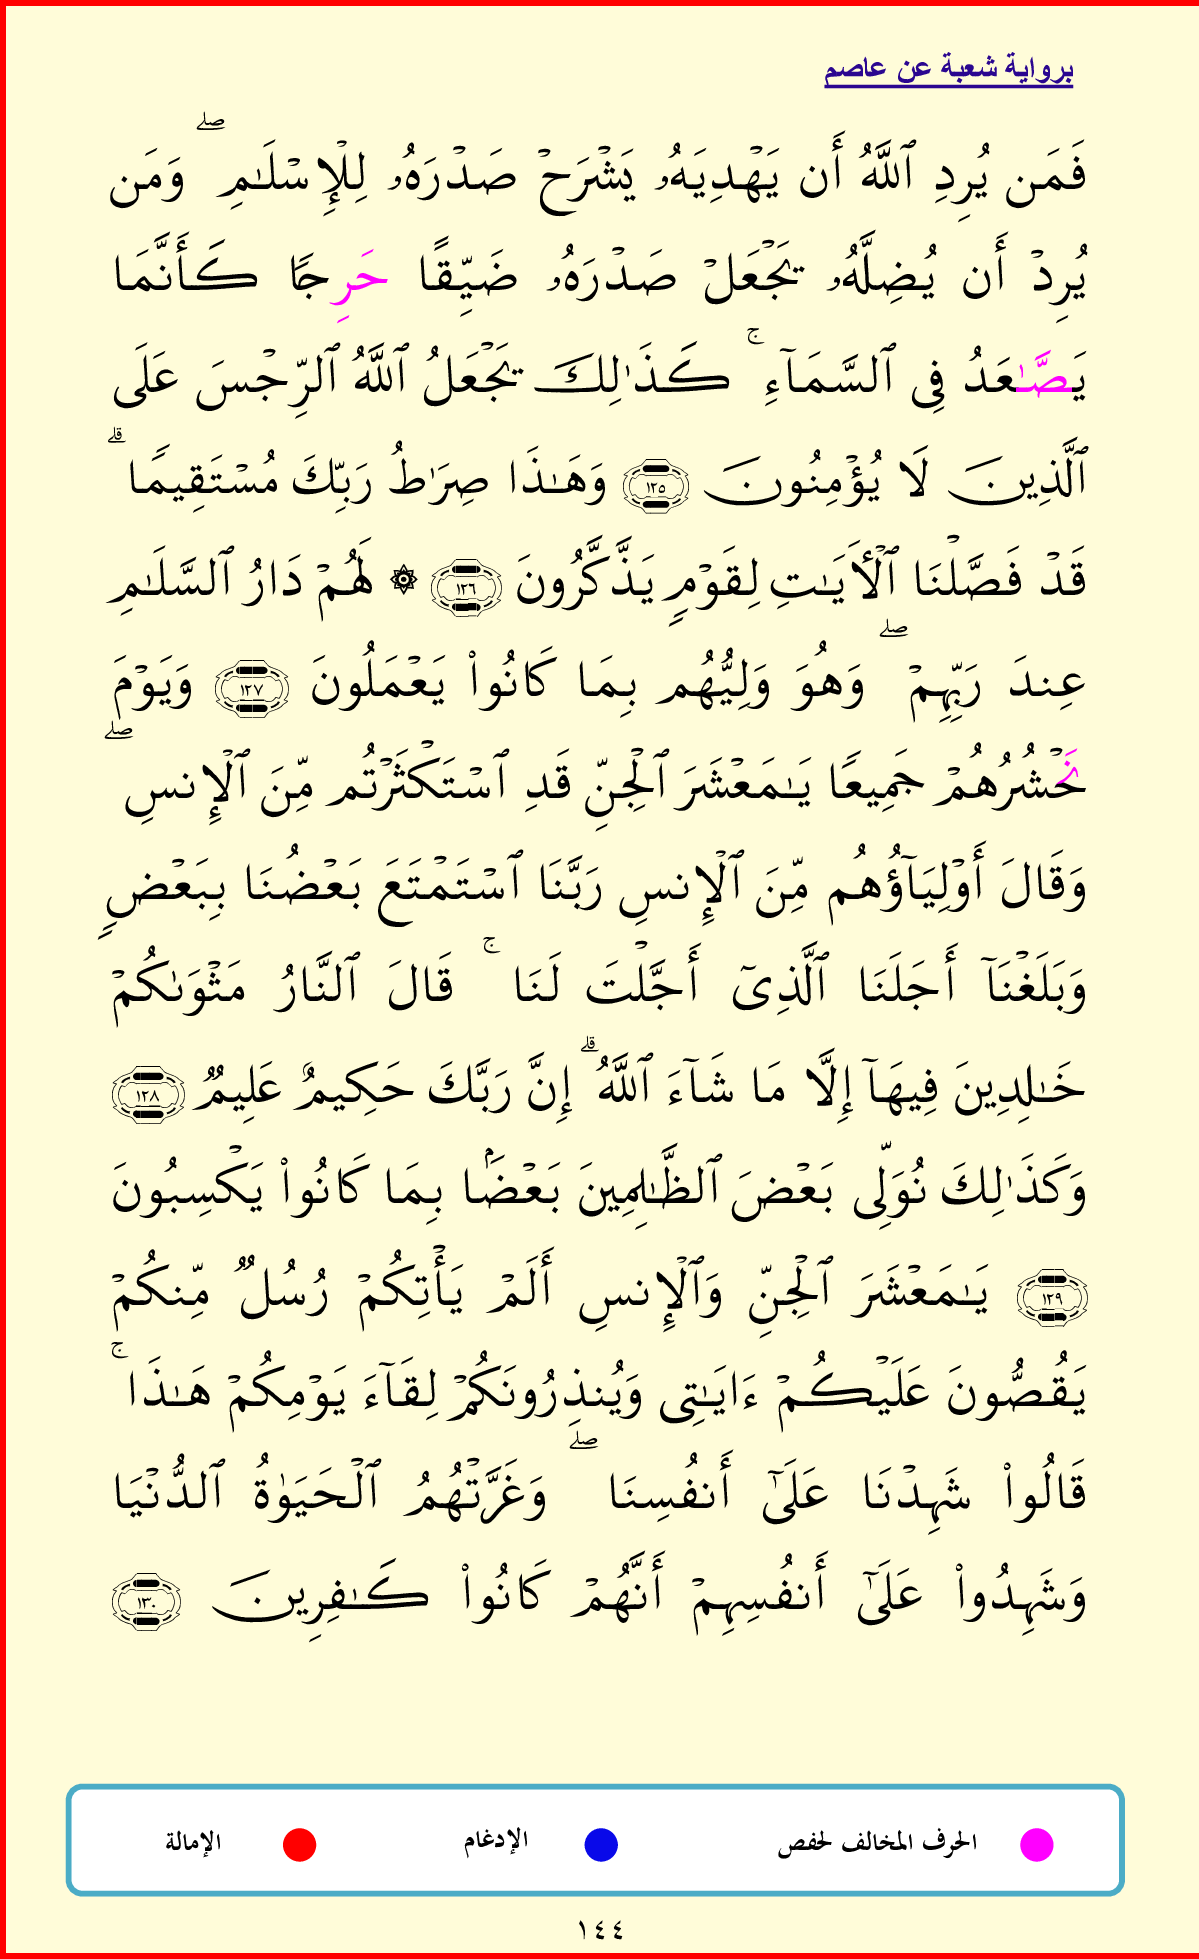 برواية شعبة عن عاصم
فَمَن يُرِدِ ٱللَّهُ أَن يَهْدِيَهُۥ يَشْرَحْ صَدْرَهُۥ لِلْإِسْلَٰمِ ۖ وَمَن
يُرِدْ أَن يُضِلَّهُۥ يَجْعَلْ صَدْرَهُۥ ضَيِّقًا حَرِجًا كَأَنَّمَا
يَصَّٰعَدُ فِى ٱلسَّمَآءِ ۚ كَذَٰلِكَ يَجْعَلُ ٱللَّهُ ٱلرِّجْسَ عَلَى
ٱلَّذِينَ لَا يُؤْمِنُونَ ١٢٥ وَهَٰذَا صِرَٰطُ رَبِّكَ مُسْتَقِيمًا ۗ
قَدْ فَصَّلْنَا ٱلْأَيَٰتِ لِقَوْمٍ يَذَّكَّرُونَ ١٢٦ ۞ لَهُمْ دَارُ ٱلسَّلَٰمِ
عِندَ رَبِّهِمْ ۖ وَهُوَ وَلِيُّهُم بِمَا كَانُوا۟ يَعْمَلُونَ ١٢٧ وَيَوْمَ
نَحْشُرُهُمْ جَمِيعًا يَٰمَعْشَرَ ٱلْجِنِّ قَدِ ٱسْتَكْثَرْتُم مِّنَ ٱلْإِنسِ ۖ
وَقَالَ أَوْلِيَآؤُهُم مِّنَ ٱلْإِنسِ رَبَّنَا ٱسْتَمْتَعَ بَعْضُنَا بِبَعْضٍ
وَبَلَغْنَآ أَجَلَنَا ٱلَّذِىٓ أَجَّلْتَ لَنَا ۚ قَالَ ٱلنَّارُ مَثْوَىٰكُمْ
خَٰلِدِينَ فِيهَآ إِلَّا مَا شَآءَ ٱللَّهُ ۗ إِنَّ رَبَّكَ حَكِيمٌ عَلِيمٌ ١٢٨
وَكَذَٰلِكَ نُوَلِّى بَعْضَ ٱلظَّٰلِمِينَ بَعْضَۢا بِمَا كَانُوا۟ يَكْسِبُونَ
١٢٩ يَٰمَعْشَرَ ٱلْجِنِّ وَٱلْإِنسِ أَلَمْ يَأْتِكُمْ رُسُلٌ مِّنكُمْ
يَقُصُّونَ عَلَيْكُمْ ءَايَٰتِى وَيُنذِرُونَكُمْ لِقَآءَ يَوْمِكُمْ هَٰذَا ۚ
قَالُوا۟ شَهِدْنَا عَلَىٰٓ أَنفُسِنَا ۖ وَغَرَّتْهُمُ ٱلْحَيَوٰةُ ٱلدُّنْيَا
وَشَهِدُوا۟ عَلَىٰٓ أَنفُسِهِمْ أَنَّهُمْ كَانُوا۟ كَٰفِرِينَ ١٣٠
الحرف المخالف لحفص الإدغام الإمالة
١٤٤